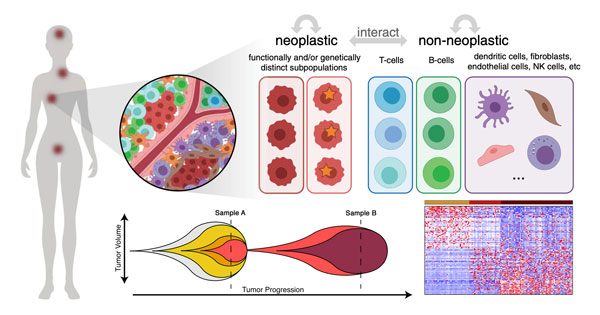 neoplastic
interact
non-neoplastic
functionally and/or genetically
distinct subpopulations
T-cells
B-cells
dendritic cells, fibroblasts,
endothelial cells, NK cells, etc
...
Sample A
Sample B
Tumor Volume
Tumor Progression